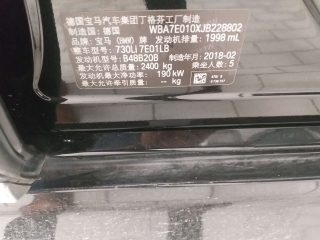 德国宝马汽车集团丁格芬工厂制造
制造国: 德国 WBA7E010XJB228802
品牌: 宝马 (BMW) 牌 发动机排量: 1998 mL
整车型号: 730Li 7E01LB
发动机型号: B48B20B 制造年月: 2018-02
最大允许总质量: 2400 kg 乘坐人数: 5
发动机最大净功率: 190 kW
最大允许牵引质量: -- kg